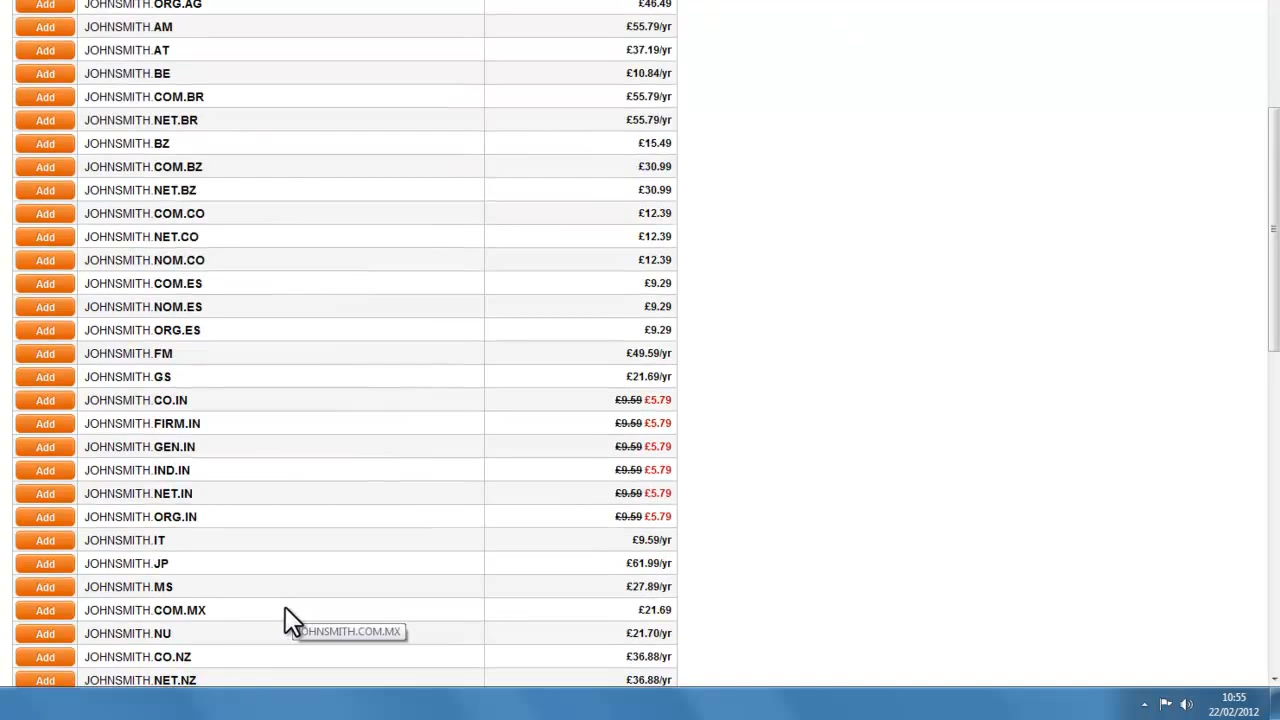 Add JOHNSMITH.ORG.AG £46.49
Add JOHNSMITH.AM £55.79/yr
Add JOHNSMITH.AT £37.19/yr
Add JOHNSMITH.BE £10.84/yr
Add JOHNSMITH.COM.BR £55.79/yr
Add JOHNSMITH.NET.BR £55.79/yr
Add JOHNSMITH.BZ £15.49
Add JOHNSMITH.COM.BZ £30.99
Add JOHNSMITH.NET.BZ £30.99
Add JOHNSMITH.COM.CO £12.39
Add JOHNSMITH.NET.CO £12.39
Add JOHNSMITH.NOM.CO £12.39
Add JOHNSMITH.COM.ES £9.29
Add JOHNSMITH.NOM.ES £9.29
Add JOHNSMITH.ORG.ES £9.29
Add JOHNSMITH.FM £49.59/yr
Add JOHNSMITH.GS £21.69/yr
Add JOHNSMITH.CO.IN £9.59 £5.79
Add JOHNSMITH.FIRM.IN £9.59 £5.79
Add JOHNSMITH.GEN.IN £9.59 £5.79
Add JOHNSMITH.IND.IN £9.59 £5.79
Add JOHNSMITH.NET.IN £9.59 £5.79
Add JOHNSMITH.ORG.IN £9.59 £5.79
Add JOHNSMITH.IT £9.59/yr
Add JOHNSMITH.JP £61.99/yr
Add JOHNSMITH.MS £27.89/yr
Add JOHNSMITH.COM.MX £21.69
JOHNSMITH.COM.MX
Add JOHNSMITH.NU £21.70/yr
Add JOHNSMITH.CO.NZ £36.88/yr
Add JOHNSMITH.NET.NZ £36.88/yr
10:55
22/02/2012